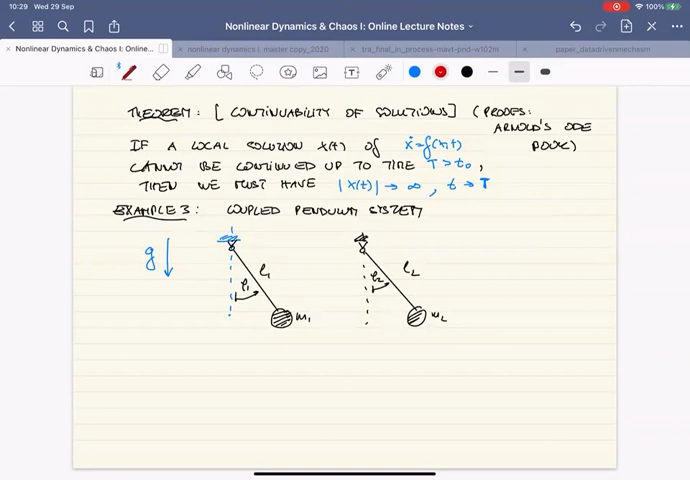 10:29 Wed 29 Sep
89%
Nonlinear Dynamics & Chaos I: Online Lecture Notes
Nonlinear Dynamics & Chaos I: Online...
nonlinear dynamics i: master copy_2020
tra_final_in_process-mavt-pnd-w102m
paper_datadrivenmechssm
THEOREM: [CONTINUABILITY OF SOLUTIONS] (PROOFS:
ARNOLD'S ODE
BOOK)
IF A LOCAL SOLUTION X(t) OF ẋ=f(x,t)
CANNOT BE CONTINUED UP TO TIME T>t₀,
THEN WE MUST HAVE |X(t)| → ∞, t → T
EXAMPLE 3: COUPLED PENDULUM SYSTEM
g
φ₁ l₁ m₁
φ₂ l₂ m₂